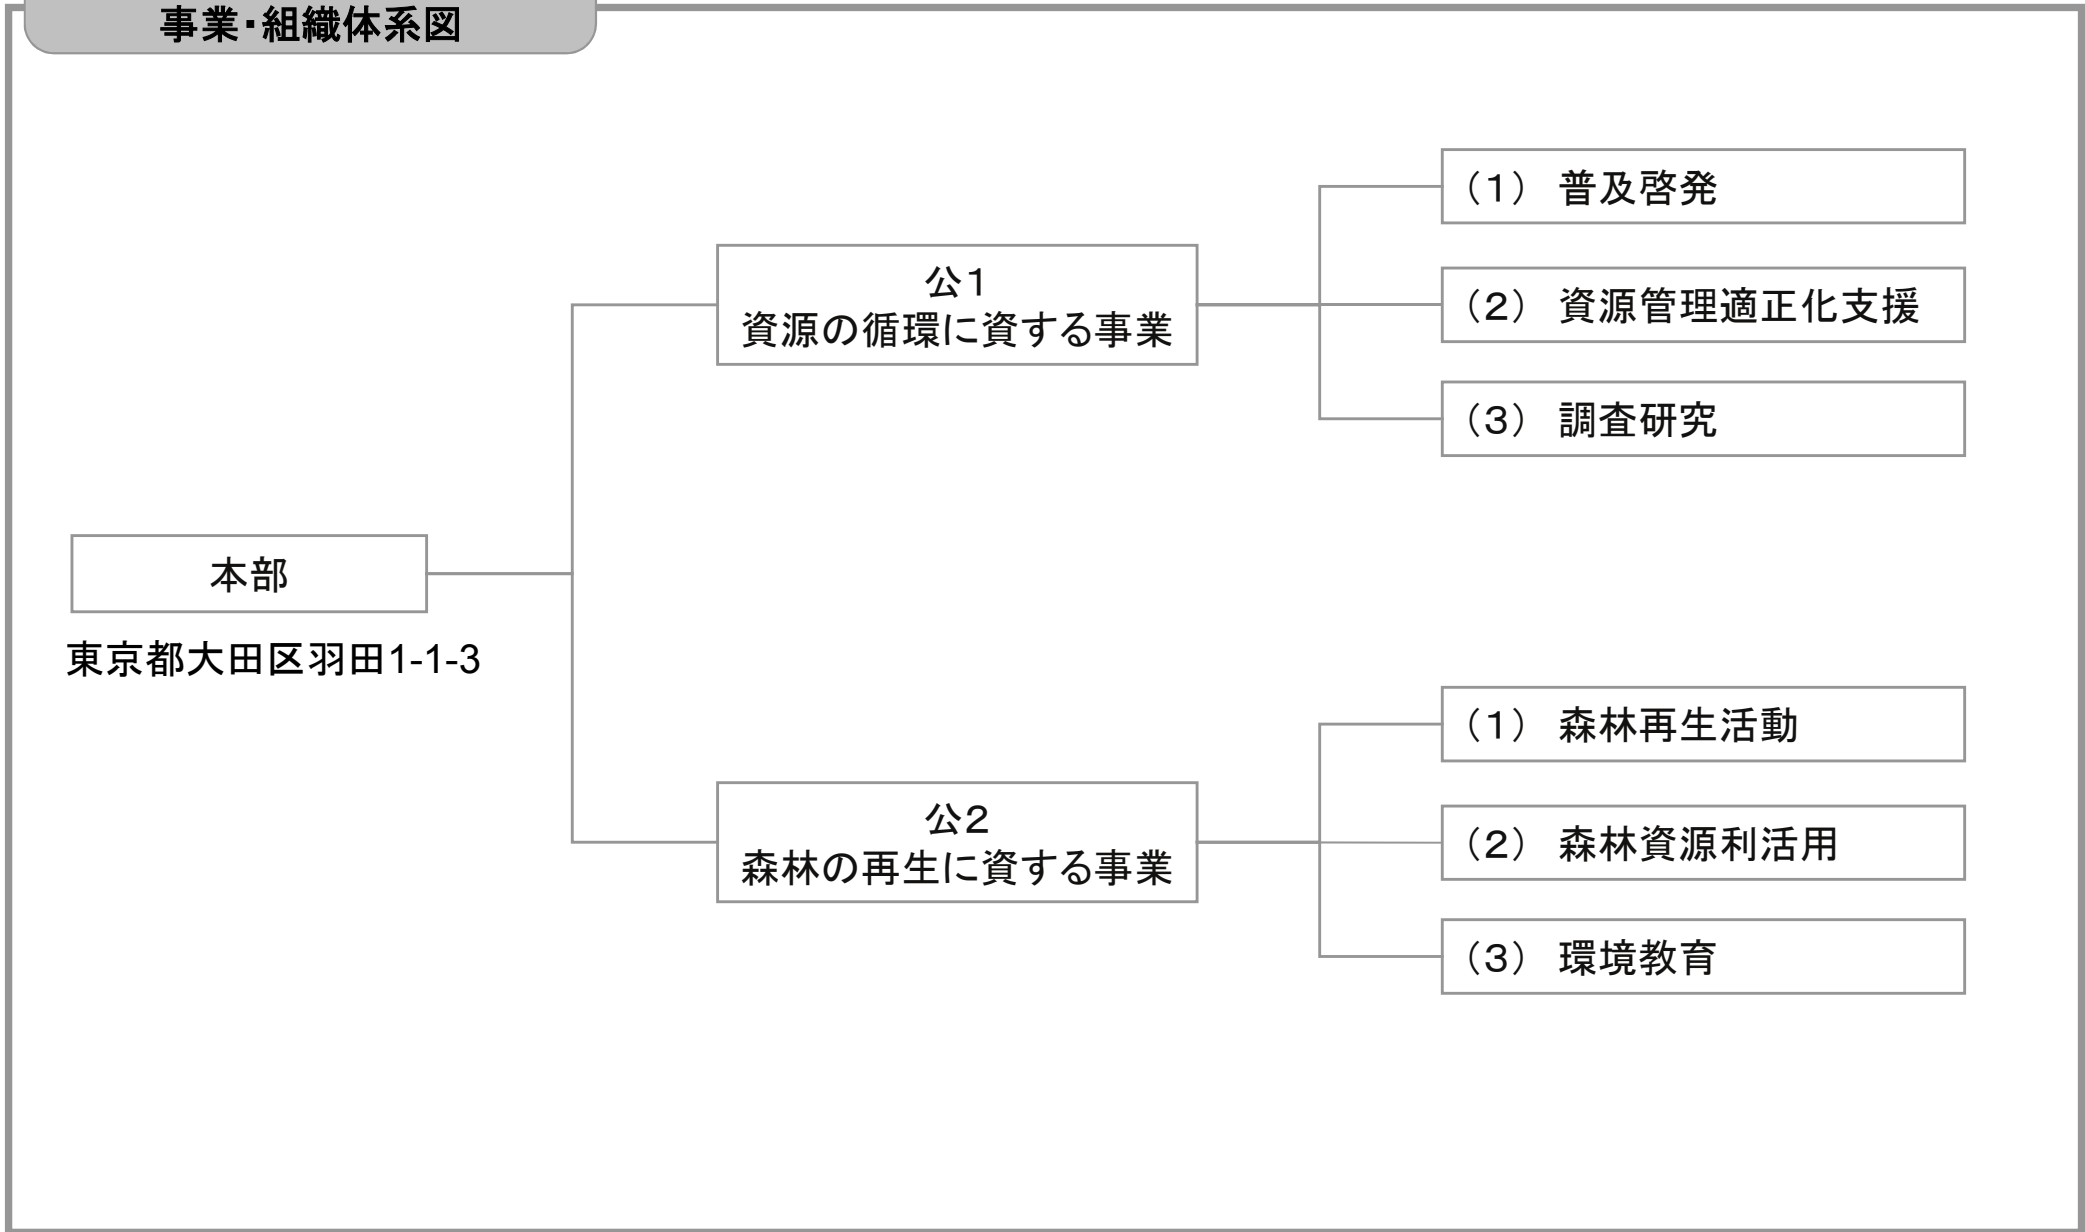 事業・組織体系図
本部
東京都大田区羽田1-1-3
公1
資源の循環に資する事業
(1) 普及啓発
(2) 資源管理適正化支援
(3) 調査研究
公2
森林の再生に資する事業
(1) 森林再生活動
(2) 森林資源利活用
(3) 環境教育